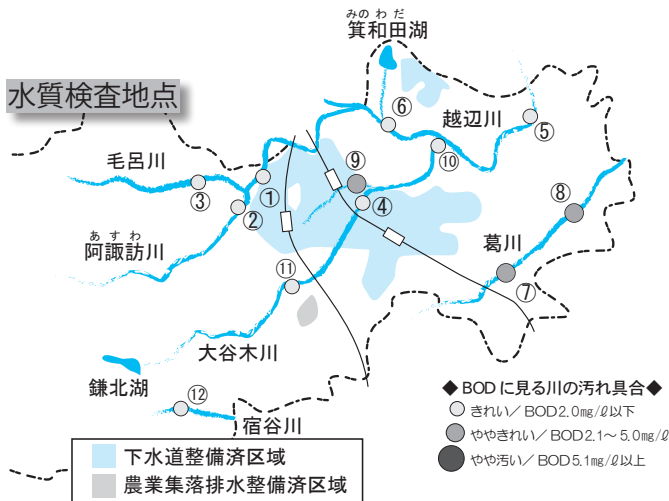 みのわだ
箕和田湖
水質検査地点
⑥
越辺川
⑤
⑩
毛呂川
⑨
①
③
②
④
⑧
あすわ
阿諏訪川
葛川
⑪
⑦
大谷木川
鎌北湖
⑫
宿谷川
◆ BODに見る川の汚れ具合◆
きれい／BOD2.0㎎/ℓ以下
ややきれい／BOD2.1～5.0㎎/ℓ
やや汚い／BOD5.1㎎/ℓ以上
下水道整備済区域
農業集落排水整備済区域